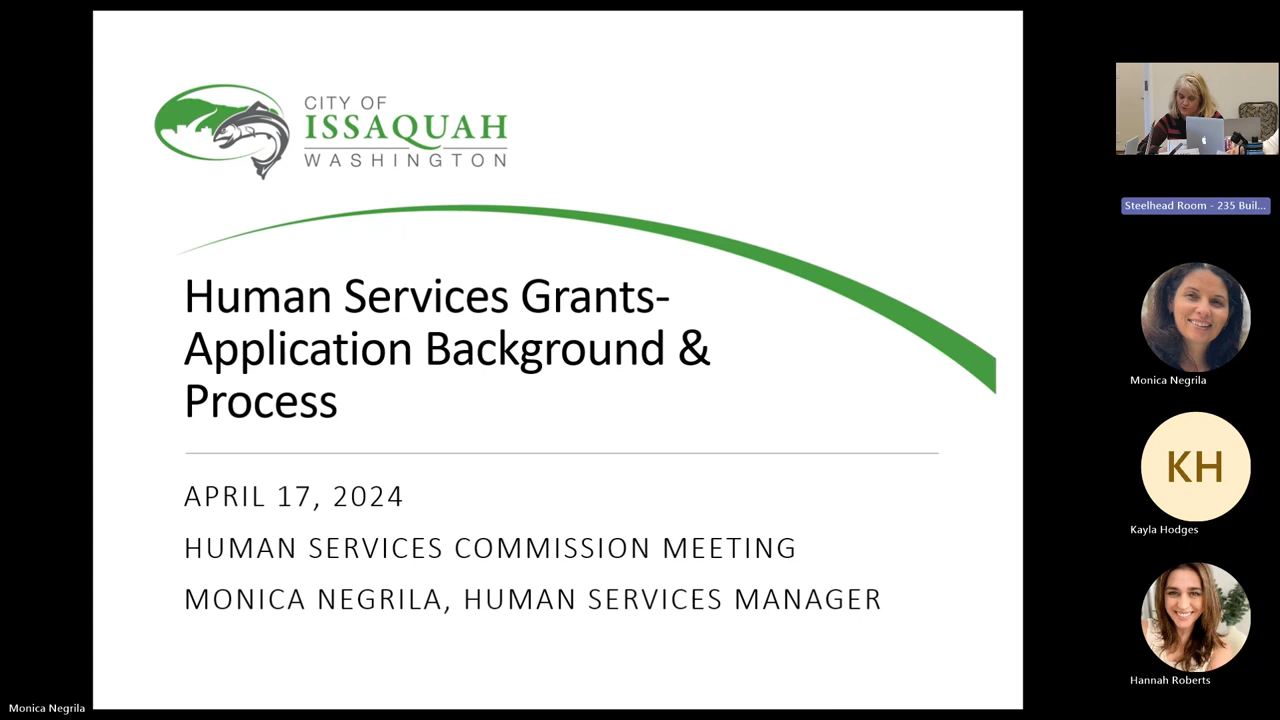 CITY OF
ISSAQUAH
WASHINGTON
Human Services Grants-
Application Background &
Process
APRIL 17, 2024
HUMAN SERVICES COMMISSION MEETING
MONICA NEGRILA, HUMAN SERVICES MANAGER
Steelhead Room - 235 Buil...
Monica Negrila
KH
Kayla Hodges
Hannah Roberts
Monica Negrila